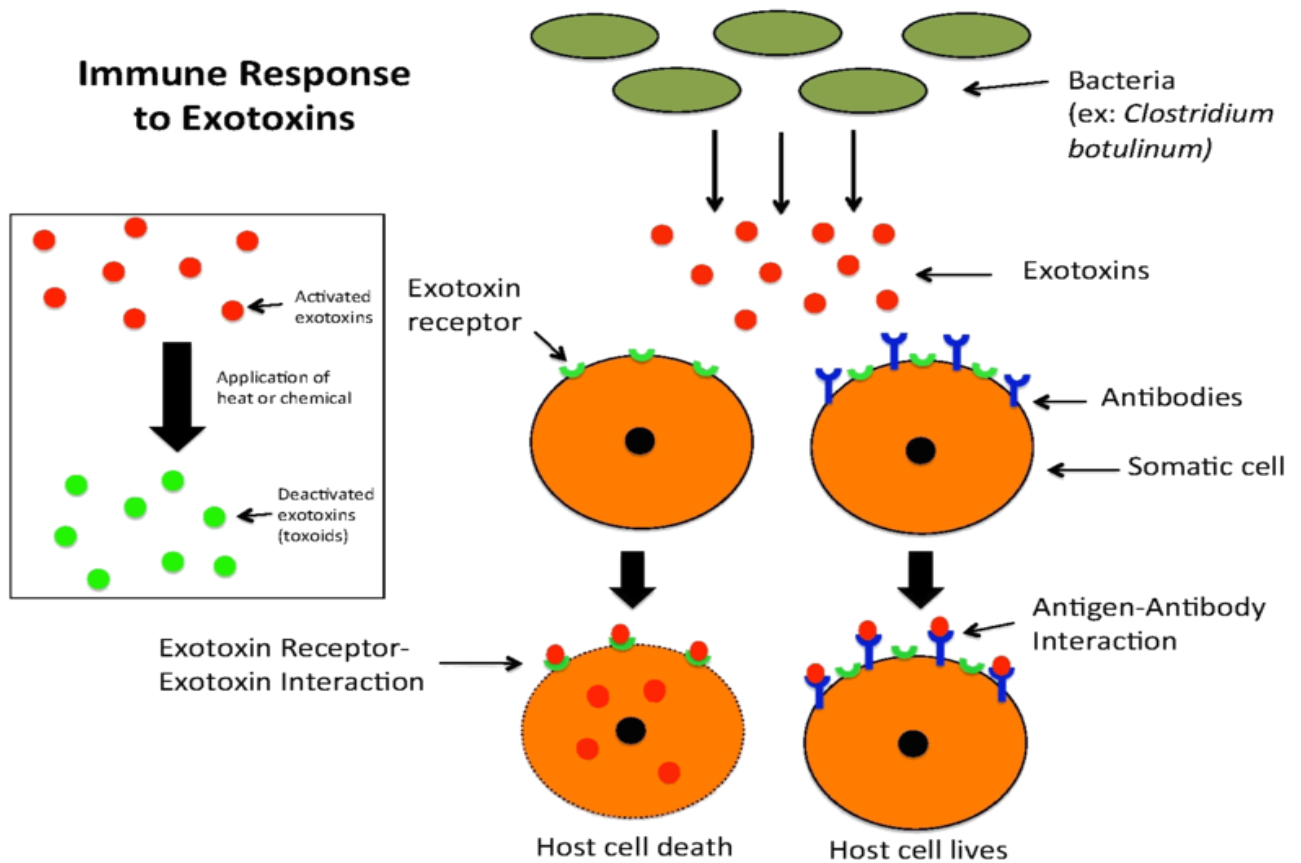 Immune Response
to Exotoxins
Bacteria
(ex: Clostridium
botulinum)
Activated
exotoxins
Application of
heat or chemical
Deactivated
exotoxins
(toxoids)
Exotoxin
receptor
Exotoxins
Antibodies
Somatic cell
Exotoxin Receptor-
Exotoxin Interaction
Antigen-Antibody
Interaction
Host cell death
Host cell lives